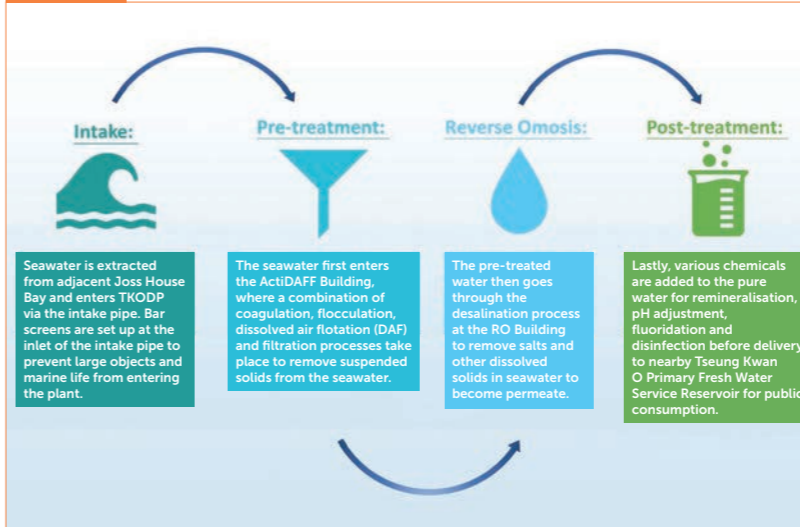 Intake:
Seawater is extracted
from adjacent Joss House
Bay and enters TKODP
via the intake pipe. Bar
screens are set up at the
inlet of the intake pipe to
prevent large objects and
marine life from entering
the plant.
Pre-treatment:
The seawater first enters
the ActiDAFF Building,
where a combination of
coagulation, flocculation,
dissolved air flotation (DAF)
and filtration processes take
place to remove suspended
solids from the seawater.
Reverse Omosis:
The pre-treated
water then goes
through the
desalination process
at the RO Building
to remove salts and
other dissolved
solids in seawater to
become permeate.
Post-treatment:
Lastly, various chemicals
are added to the pure
water for remineralisation,
pH adjustment,
fluoridation and
disinfection before delivery
to nearby Tseung Kwan
O Primary Fresh Water
Service Reservoir for public
consumption.